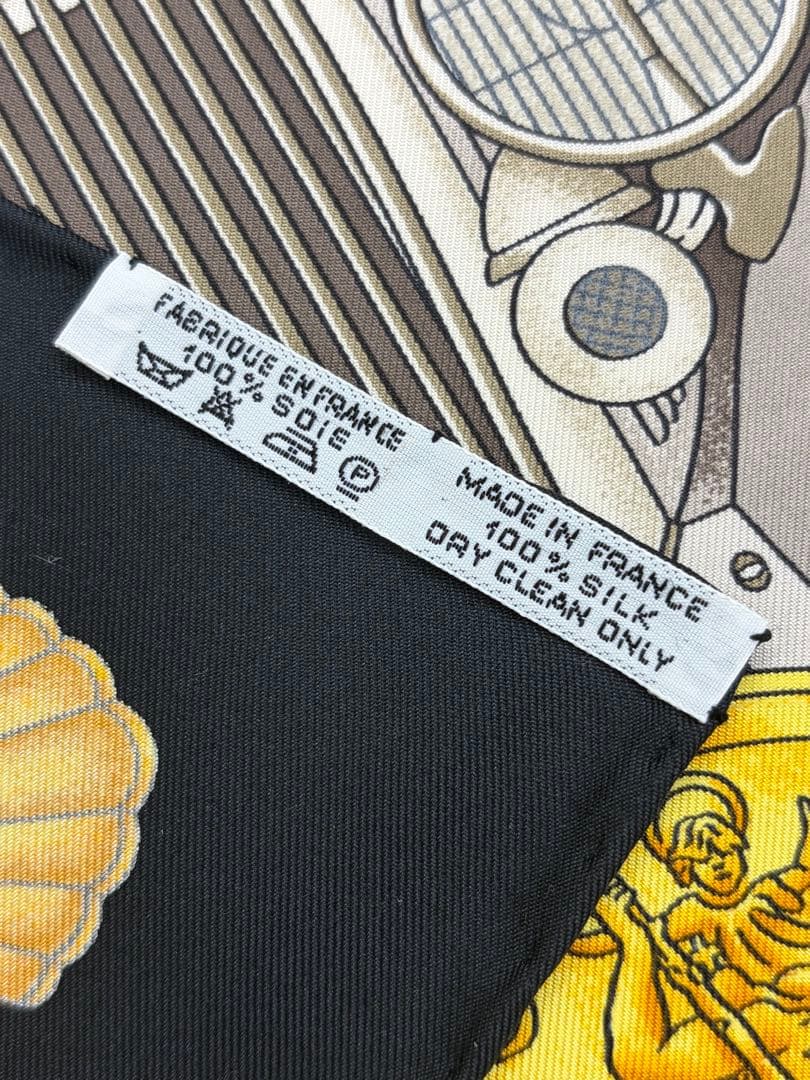 FABRIQUE EN FRANCE
100% SOIE
P
MADE IN FRANCE
100% SILK
DRY CLEAN ONLY